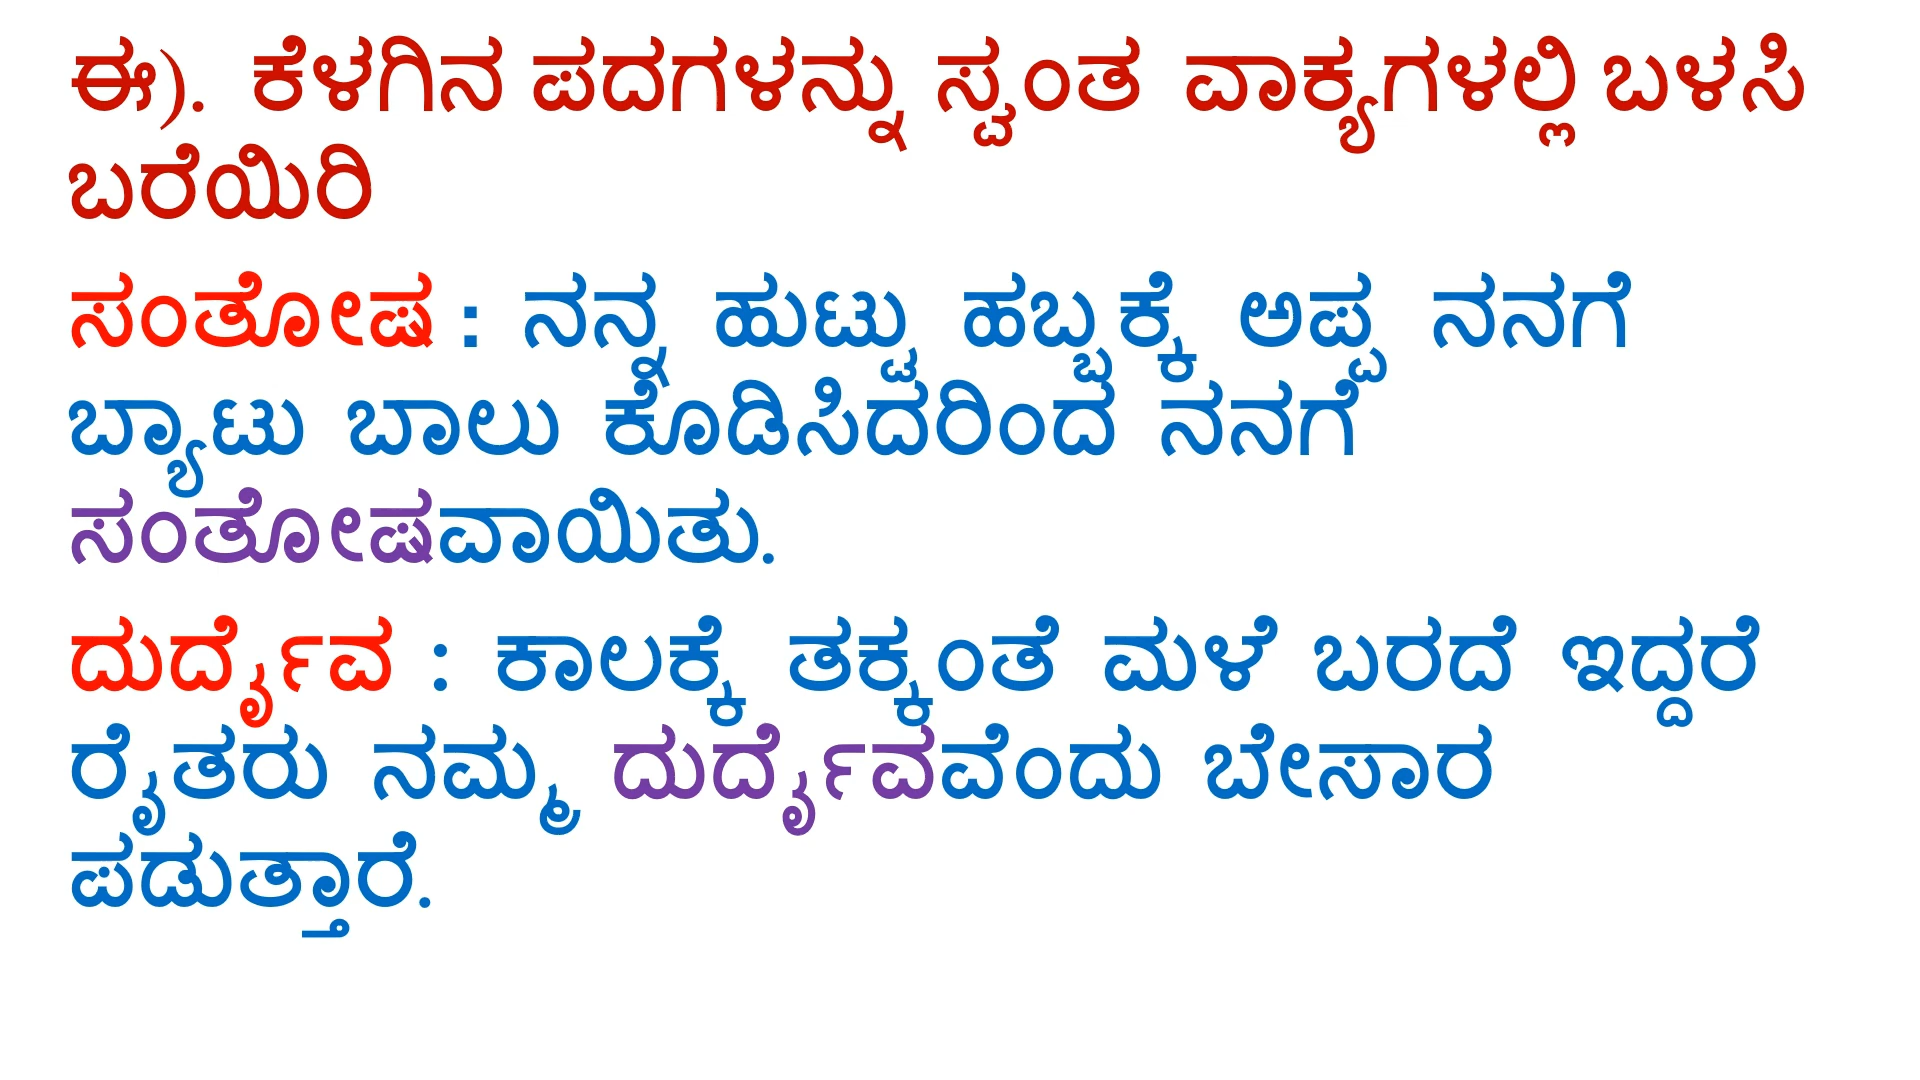 ಈ). ಕೆಳಗಿನ ಪದಗಳನ್ನು ಸ್ವಂತ ವಾಕ್ಯಗಳಲ್ಲಿ ಬಳಸಿ
ಬರೆಯಿರಿ
ಸಂತೋಷ : ನನ್ನ ಹುಟ್ಟು ಹಬ್ಬಕ್ಕೆ ಅಪ್ಪ ನನಗೆ
ಬ್ಯಾಟು ಬಾಲು ಕೊಡಿಸಿದರಿಂದ ನನಗೆ
ಸಂತೋಷವಾಯಿತು.
ದುರ್ದೈವ : ಕಾಲಕ್ಕೆ ತಕ್ಕಂತೆ ಮಳೆ ಬರದೆ ಇದ್ದರೆ
ರೈತರು ನಮ್ಮ ದುರ್ದೈವವೆಂದು ಬೇಸಾರ
ಪಡುತ್ತಾರೆ.